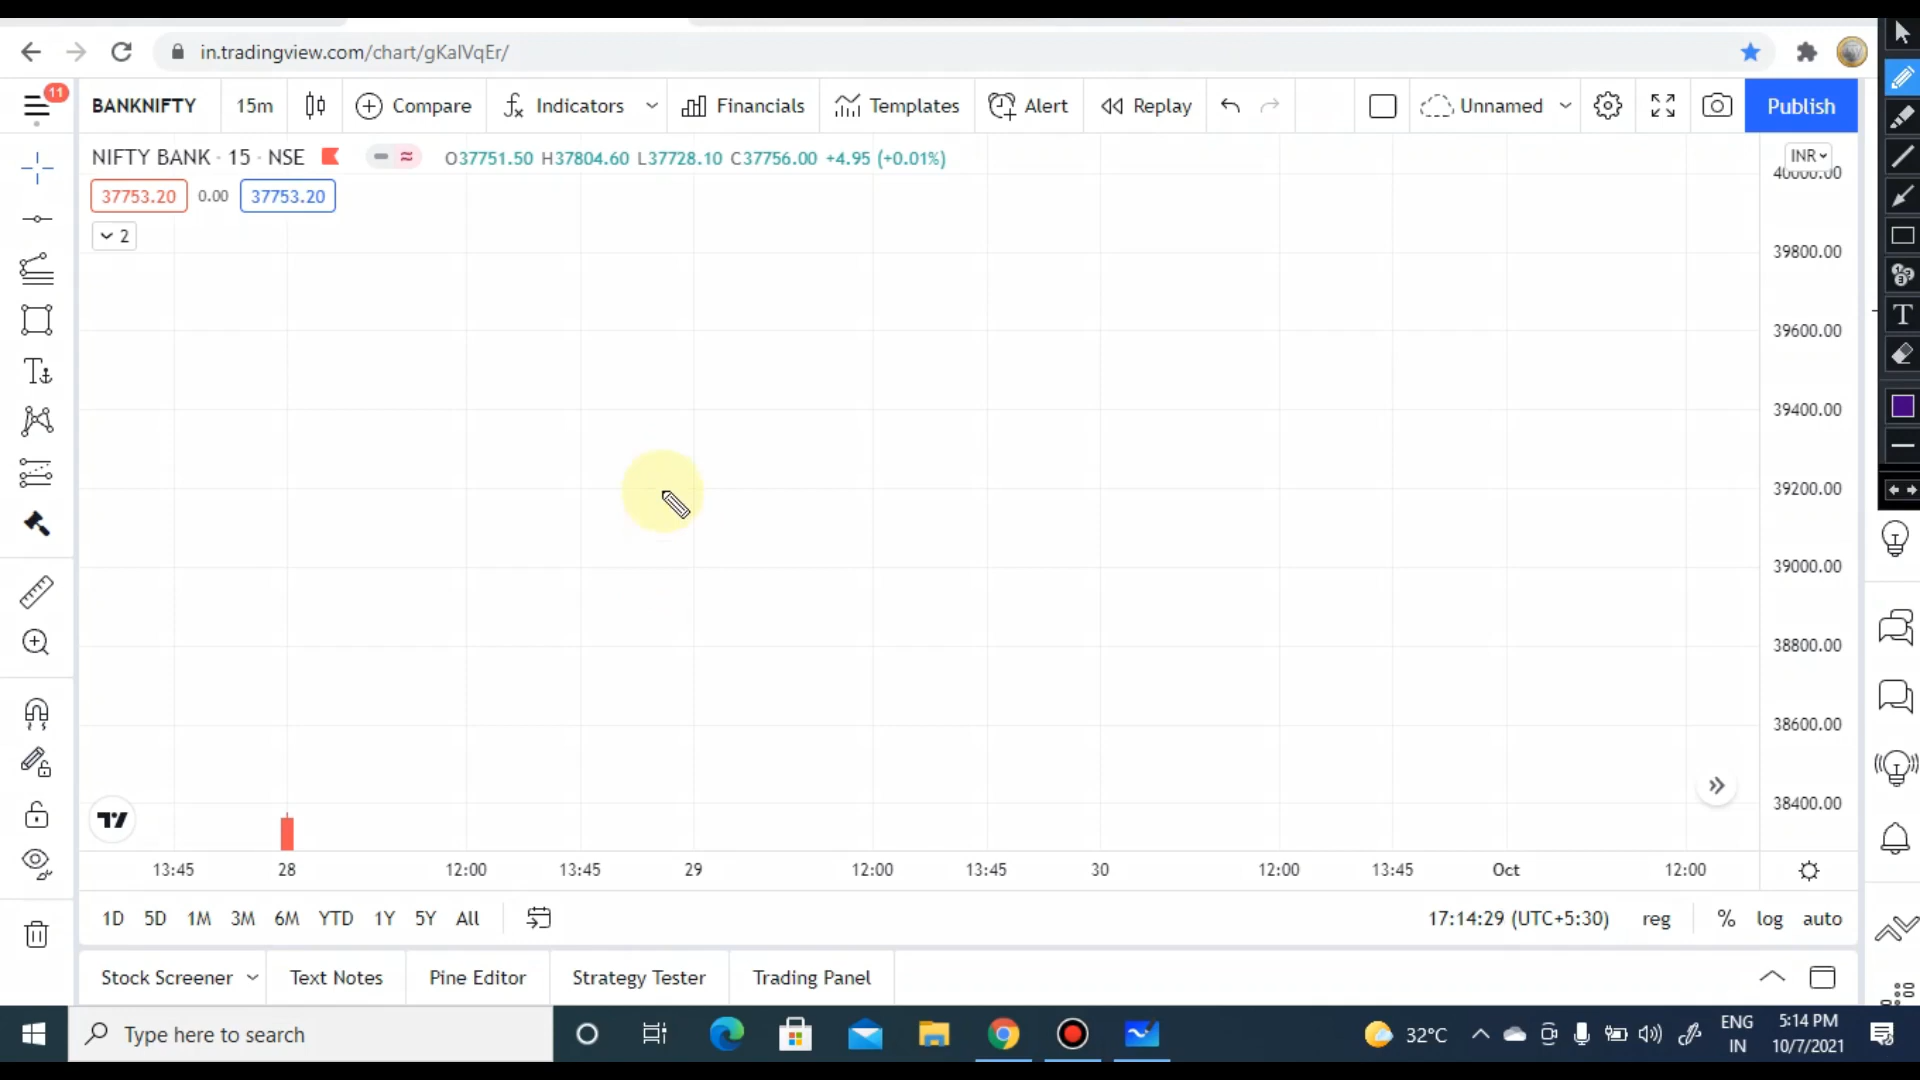 in.tradingview.com/chart/gKalVqEr/
11
BANKNIFTY 15m Compare Indicators Financials Templates Alert Replay Unnamed Publish
NIFTY BANK · 15 · NSE O37751.50 H37804.60 L37728.10 C37756.00 +4.95 (+0.01%)
INR
40000.00
37753.20 0.00 37753.20
2
39800.00
39600.00
39400.00
39200.00
39000.00
38800.00
38600.00
38400.00
13:45 28 12:00 13:45 29 12:00 13:45 30 12:00 13:45 Oct 12:00
1D 5D 1M 3M 6M YTD 1Y 5Y All 17:14:29 (UTC+5:30) reg % log auto
Stock Screener Text Notes Pine Editor Strategy Tester Trading Panel
Type here to search 32°C ENG 5:14 PM
IN 10/7/2021